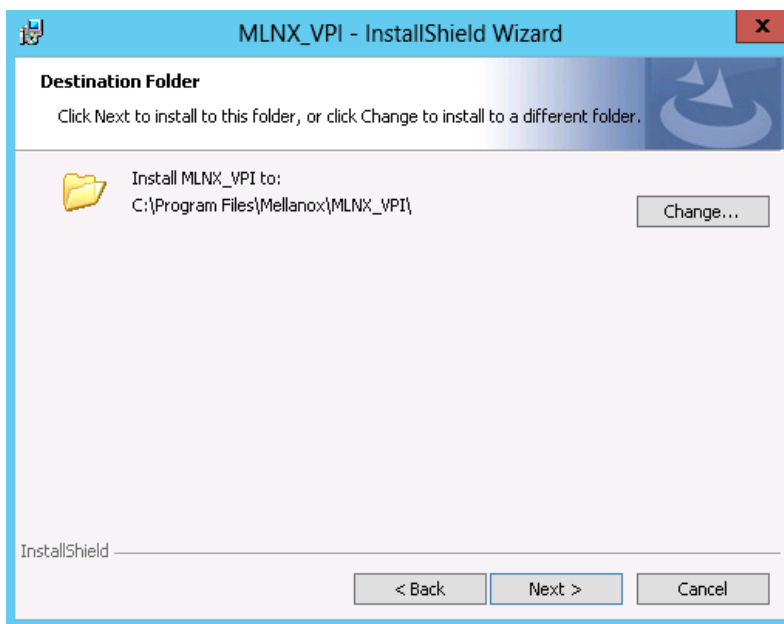 MLNX_VPI - InstallShield Wizard
x
Destination Folder
Click Next to install to this folder, or click Change to install to a different folder.
Install MLNX_VPI to:
C:\Program Files\Mellanox\MLNX_VPI\
Change...
InstallShield
< Back
Next >
Cancel